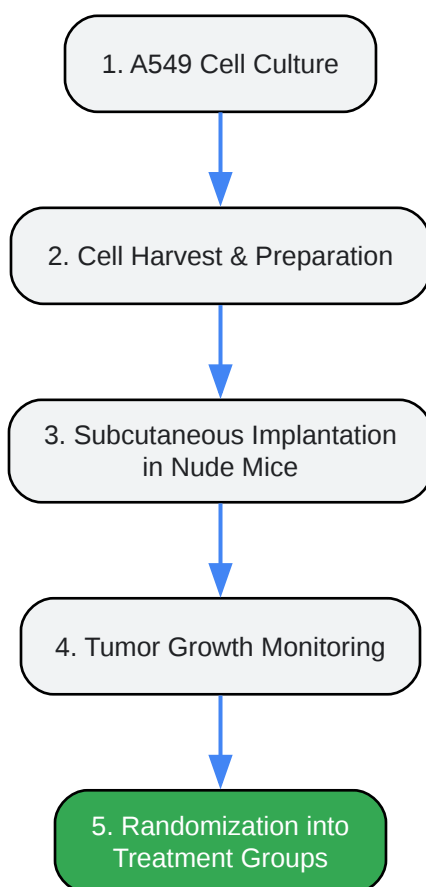 1. A549 Cell Culture
2. Cell Harvest & Preparation
3. Subcutaneous Implantation
in Nude Mice
4. Tumor Growth Monitoring
5. Randomization into
Treatment Groups